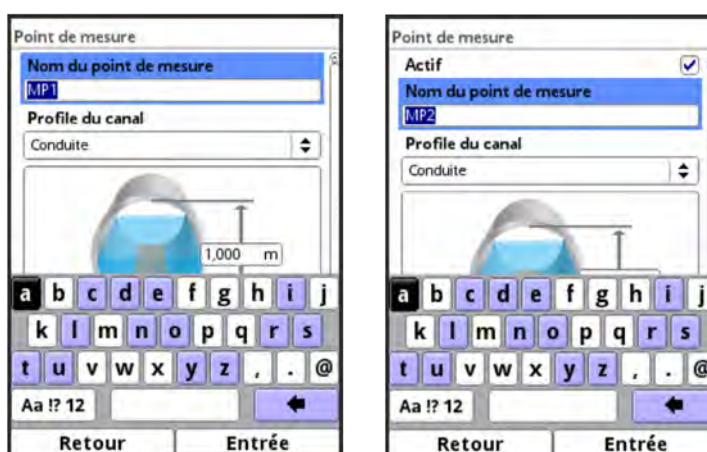 Point de mesure
Nom du point de mesure
MP1
Profile du canal
Conduite
1,000 m
a b c d e f g h i j
k l m n o p q r s
t u v w x y z , . @
Aa !? 12
Retour Entrée
Point de mesure
Actif
Nom du point de mesure
MP2
Profile du canal
Conduite
a b c d e f g h i j
k l m n o p q r s
t u v w x y z , . @
Aa !? 12
Retour Entrée